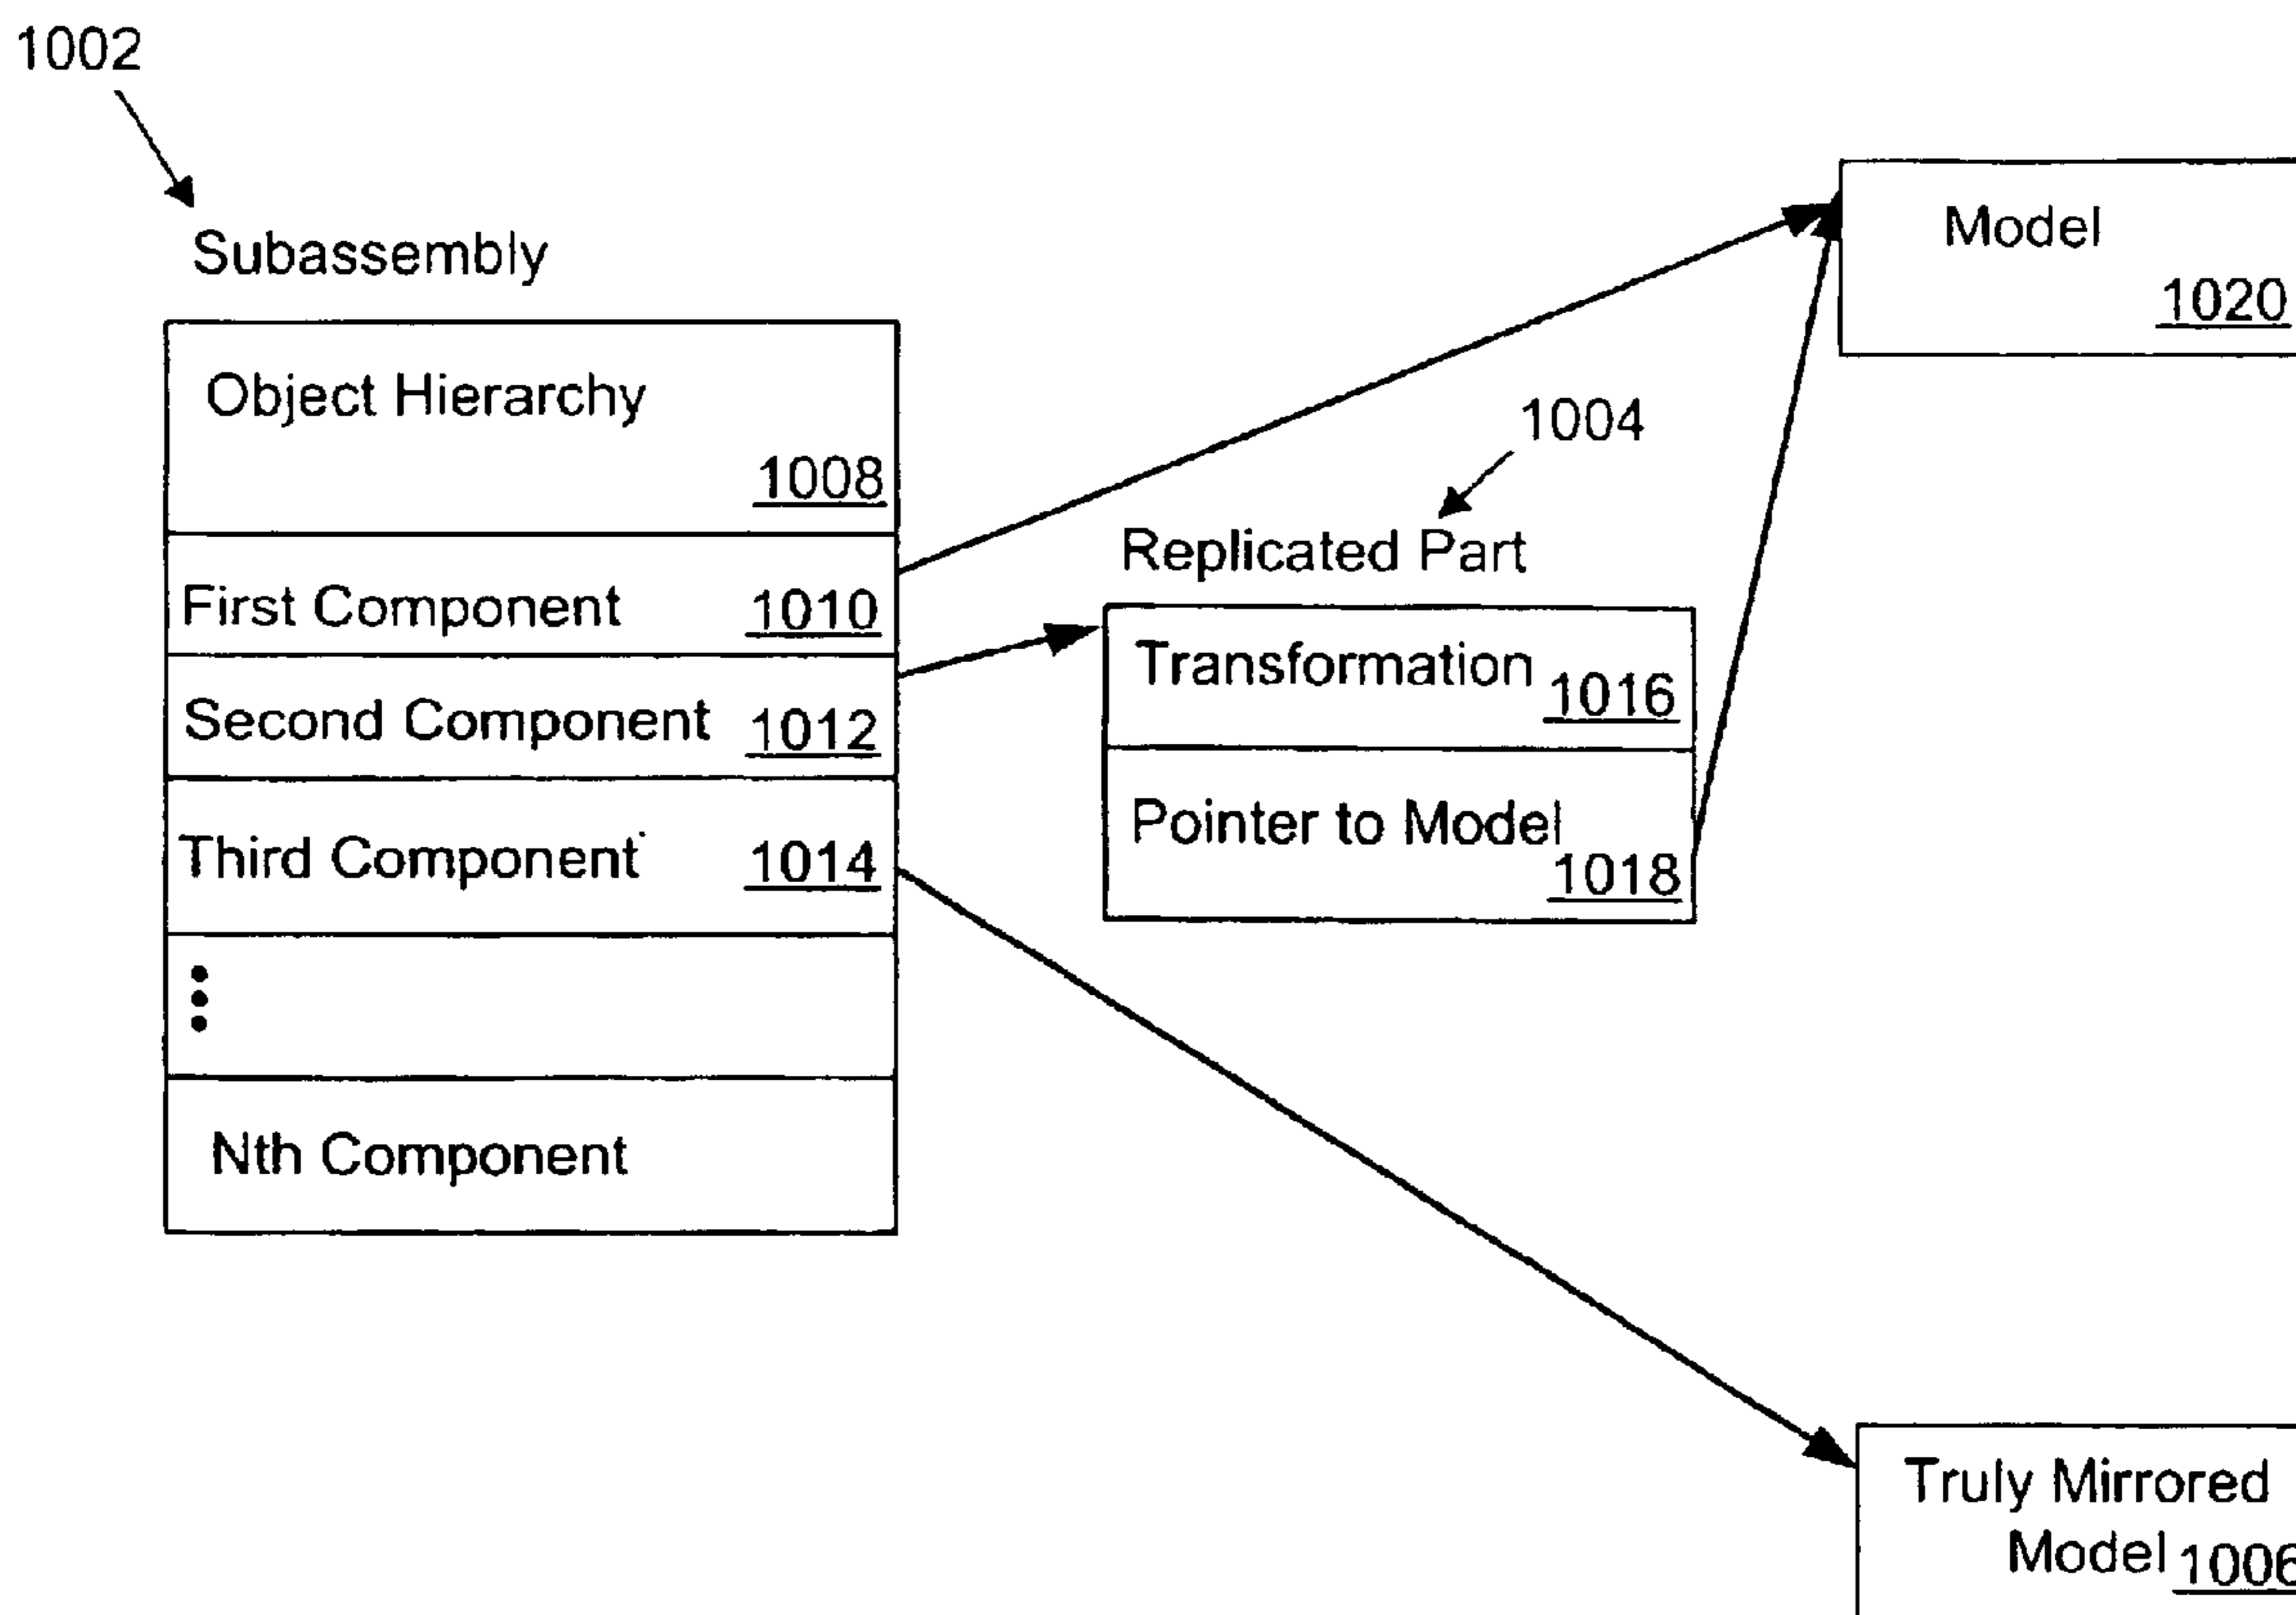 1002
Subassembly
Object Hierarchy
1008
First Component 1010
Second Component 1012
Third Component 1014
Nth Component
1004
Replicated Part
Transformation 1016
Pointer to Model
1018
Model
1020
Truly Mirrored
Model 1006